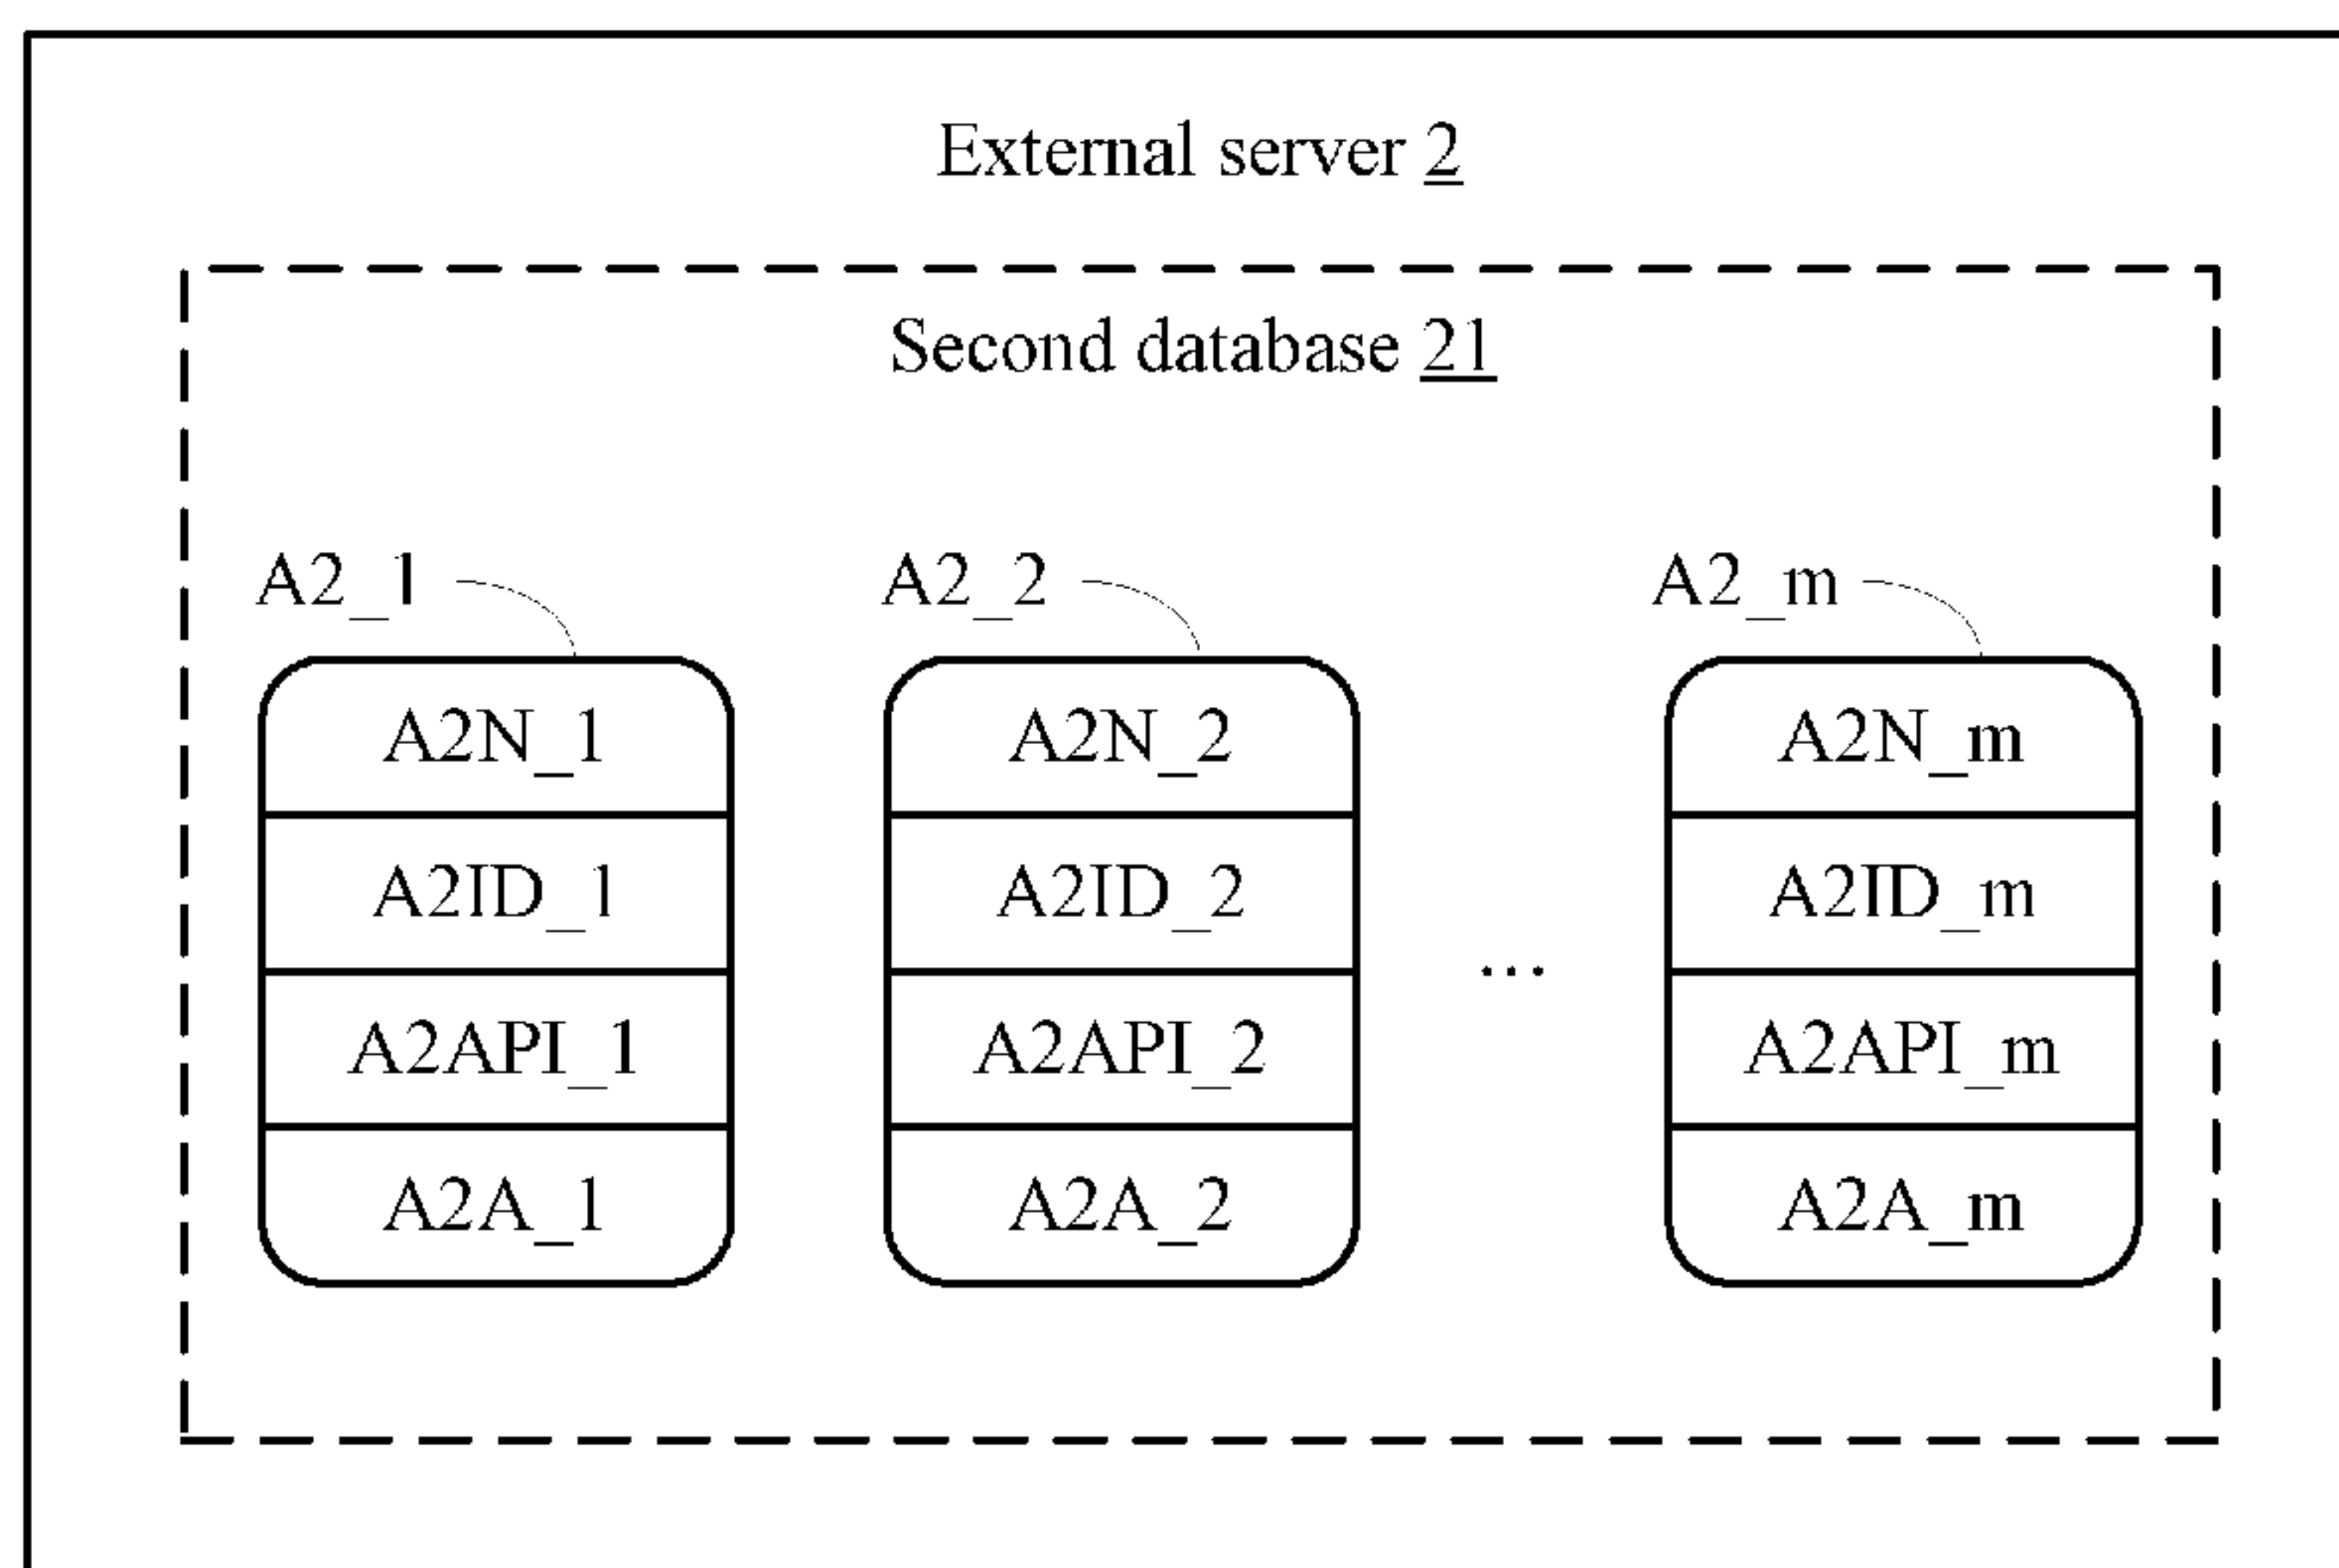 External server 2
Second database 21
A2_1 A2_2 A2_m
A2N_1 A2N_2 A2N_m
A2ID_1 A2ID_2 A2ID_m
...
A2API_1 A2API_2 A2API_m
A2A_1 A2A_2 A2A_m